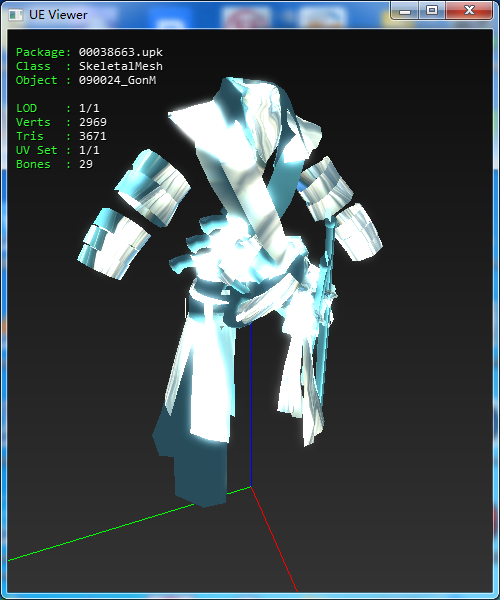 UE Viewer
Package: 00038663.upk
Class : SkeletalMesh
Object : 090024_GonM
LOD : 1/1
Verts : 2969
Tris : 3671
UV Set : 1/1
Bones : 29